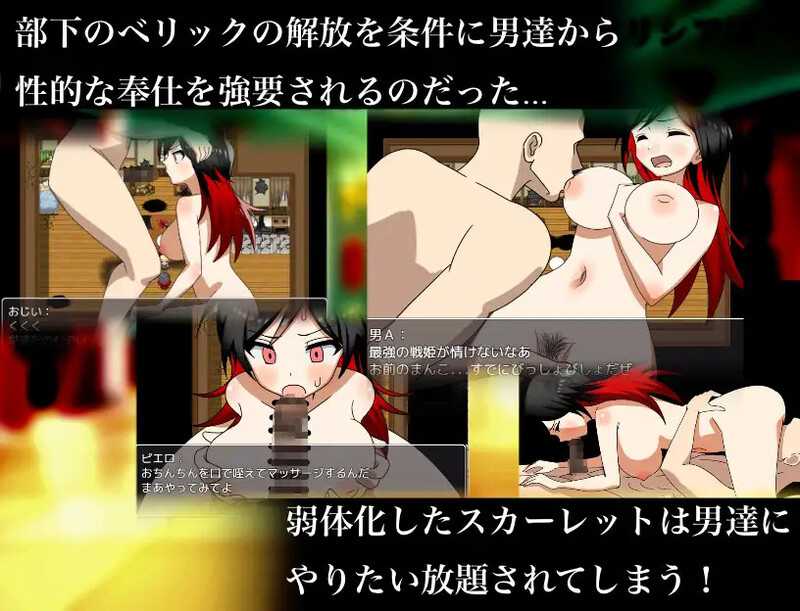 部下のベリックの解放を条件に男達から
性的な奉仕を強要されるのだった...
おじい：
くくく
男Ａ：
最強の戦姫が情けないなあ
お前のまんこ...すでにびっしょびしょだぜ
ピエロ：
おちんちんを口で咥えてマッサージするんだ
まあやってみてよ
弱体化したスカーレットは男達に
やりたい放題されてしまう！